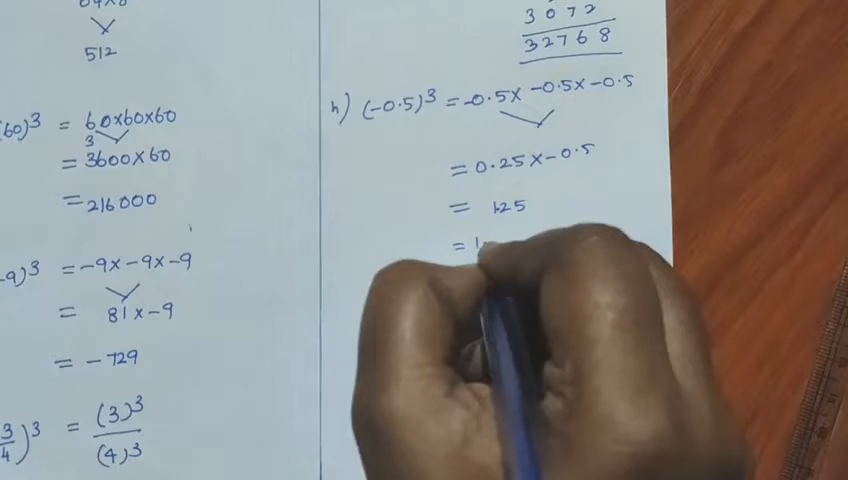 512
(60)³ = 60×60×60
3
= 3600×60
= 216000
-9)³ = -9×-9×-9
= 81×-9
= -729
3/4)³ = (3)³/(4)³
3072
32768
h) (-0.5)³ = -0.5×-0.5×-0.5
= 0.25×-0.5
= 125
= 1